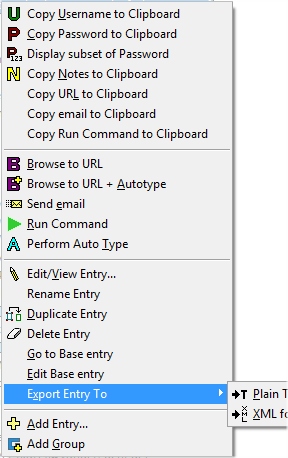 Copy Username to Clipboard
Copy Password to Clipboard
Display subset of Password
Copy Notes to Clipboard
Copy URL to Clipboard
Copy email to Clipboard
Copy Run Command to Clipboard
Browse to URL
Browse to URL + Autotype
Send email
Run Command
Perform Auto Type
Edit/View Entry...
Rename Entry
Duplicate Entry
Delete Entry
Go to Base entry
Edit Base entry
Export Entry To
Plain T
XML fo
Add Entry...
Add Group